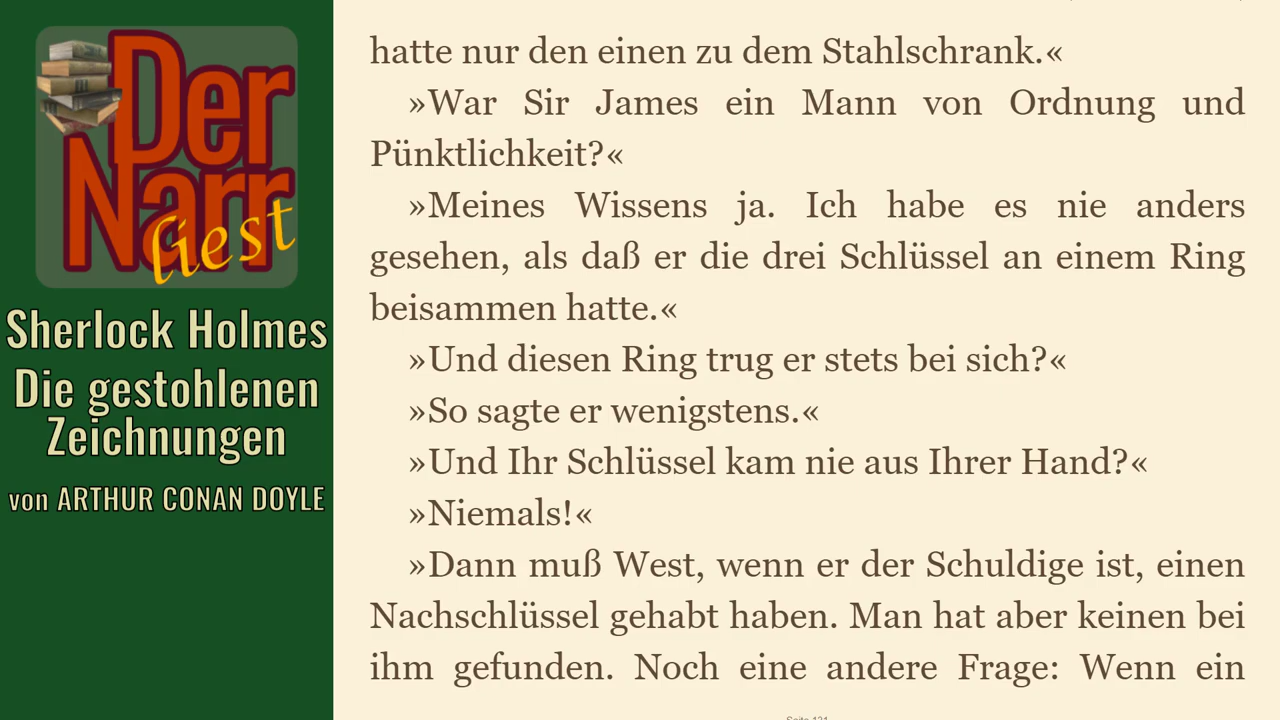 Der
Narr
liest
Sherlock Holmes
Die gestohlenen
Zeichnungen
von ARTHUR CONAN DOYLE
hatte nur den einen zu dem Stahlschrank.«
»War Sir James ein Mann von Ordnung und
Pünktlichkeit?«
»Meines Wissens ja. Ich habe es nie anders
gesehen, als daß er die drei Schlüssel an einem Ring
beisammen hatte.«
»Und diesen Ring trug er stets bei sich?«
»So sagte er wenigstens.«
»Und Ihr Schlüssel kam nie aus Ihrer Hand?«
»Niemals!«
»Dann muß West, wenn er der Schuldige ist, einen
Nachschlüssel gehabt haben. Man hat aber keinen bei
ihm gefunden. Noch eine andere Frage: Wenn ein